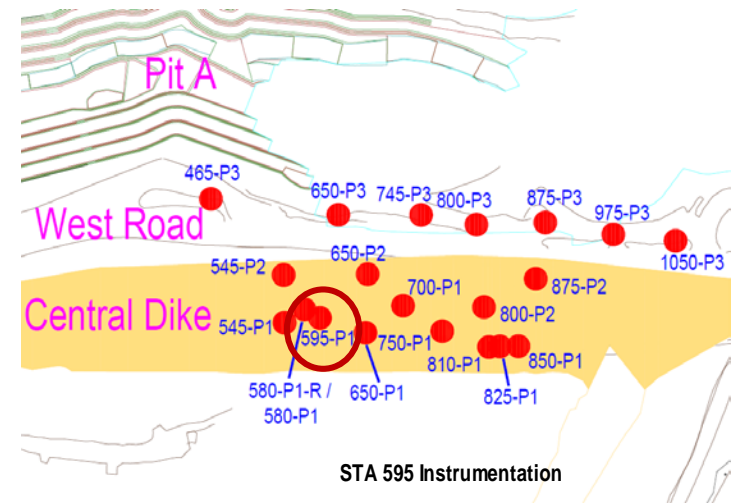 Pit A
465-P3
650-P3
745-P3
800-P3
875-P3
975-P3
1050-P3
West Road
545-P2
650-P2
700-P1
800-P2
875-P2
Central Dike
545-P1
595-P1
750-P1
810-P1
850-P1
580-P1-R /
580-P1
650-P1
825-P1
STA 595 Instrumentation